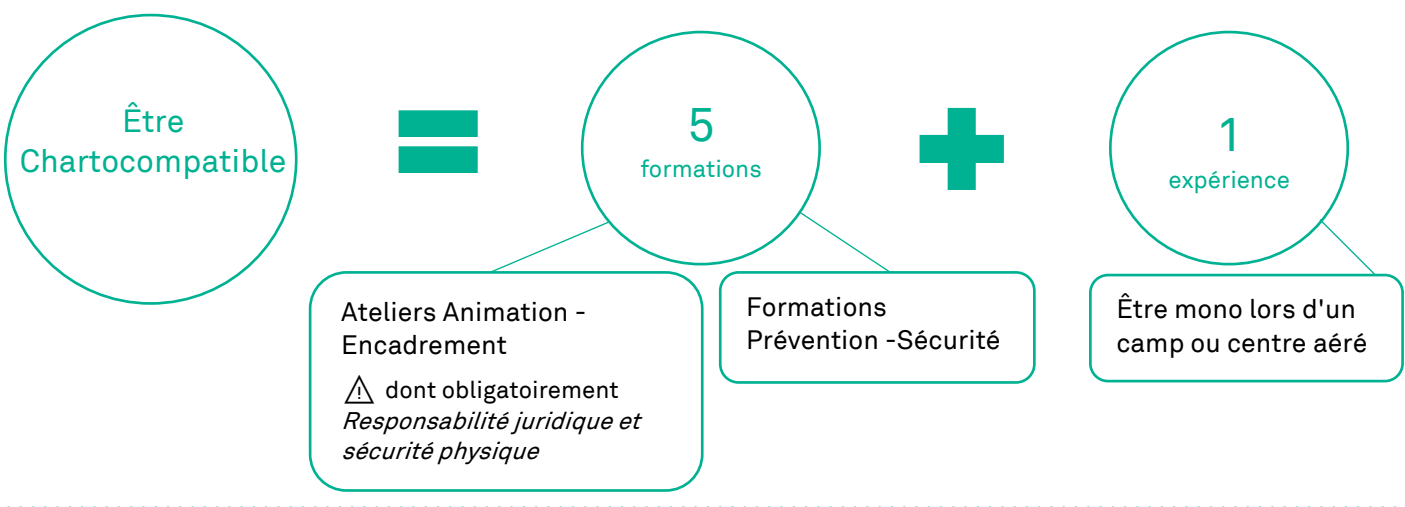 Être
Chartocompatible
=
5
formations
+
1
expérience
Ateliers Animation -
Encadrement
⚠ dont obligatoirement
Responsabilité juridique et
sécurité physique
Formations
Prévention -Sécurité
Être mono lors d'un
camp ou centre aéré